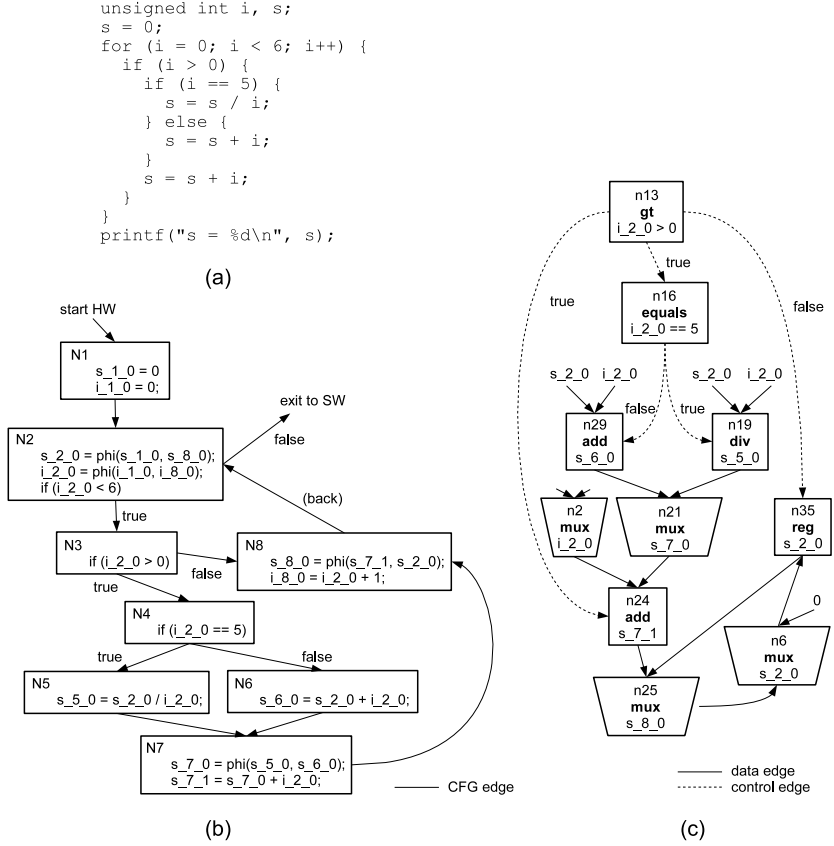 unsigned int i, s;
s = 0;
for (i = 0; i < 6; i++) {
if (i > 0) {
if (i == 5) {
s = s / i;
} else {
s = s + i;
}
s = s + i;
}
}
printf("s = %d\n", s);
(a)
start HW
N1
s_1_0 = 0
i_1_0 = 0;
exit to SW
false
N2
s_2_0 = phi(s_1_0, s_8_0);
i_2_0 = phi(i_1_0, i_8_0);
if (i_2_0 < 6)
(back)
true
N3
if (i_2_0 > 0)
false
N8
s_8_0 = phi(s_7_1, s_2_0);
i_8_0 = i_2_0 + 1;
true
N4
if (i_2_0 == 5)
true
false
N5
s_5_0 = s_2_0 / i_2_0;
N6
s_6_0 = s_2_0 + i_2_0;
N7
s_7_0 = phi(s_5_0, s_6_0);
s_7_1 = s_7_0 + i_2_0;
CFG edge
(b)
n13
gt
i_2_0 > 0
true
true
false
n16
equals
i_2_0 == 5
s_2_0 i_2_0
s_2_0 i_2_0
false
true
n29
add
s_6_0
n19
div
s_5_0
n2
mux
i_2_0
n21
mux
s_7_0
n35
reg
s_2_0
n24
add
s_7_1
0
n6
mux
s_2_0
n25
mux
s_8_0
data edge
control edge
(c)